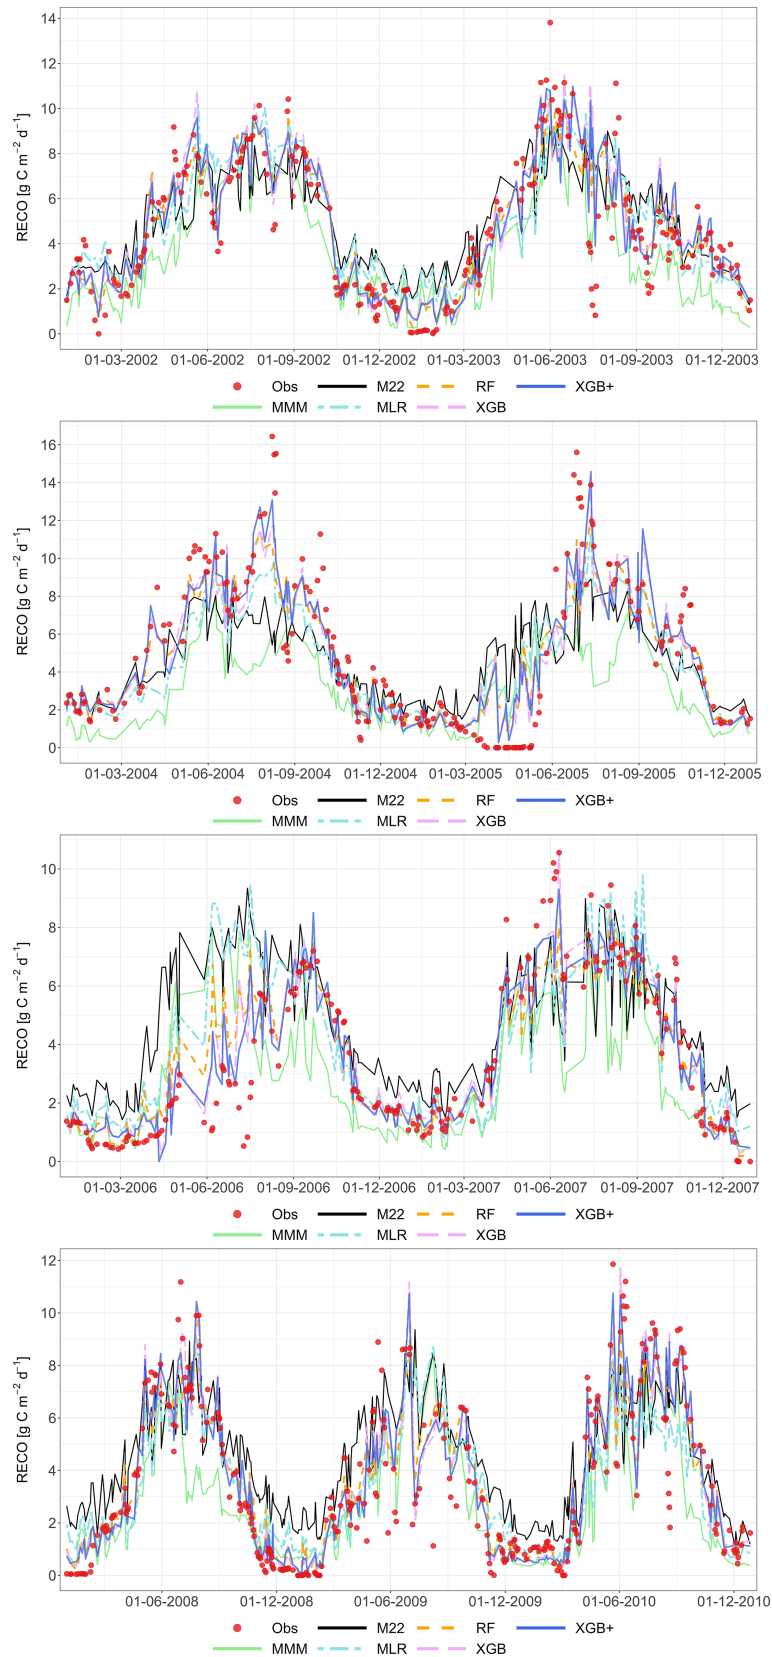 14
12
10
8
6
4
2
0
RECO [g C m⁻² d⁻¹]
01-03-2002 01-06-2002 01-09-2002 01-12-2002 01-03-2003 01-06-2003 01-09-2003 01-12-2003
Obs M22 RF XGB+
MMM MLR XGB
16
14
12
10
8
6
4
2
0
RECO [g C m⁻² d⁻¹]
01-03-2004 01-06-2004 01-09-2004 01-12-2004 01-03-2005 01-06-2005 01-09-2005 01-12-2005
Obs M22 RF XGB+
MMM MLR XGB
10
8
6
4
2
0
RECO [g C m⁻² d⁻¹]
01-03-2006 01-06-2006 01-09-2006 01-12-2006 01-03-2007 01-06-2007 01-09-2007 01-12-2007
Obs M22 RF XGB+
MMM MLR XGB
12
10
8
6
4
2
0
RECO [g C m⁻² d⁻¹]
01-06-2008 01-12-2008 01-06-2009 01-12-2009 01-06-2010 01-12-2010
Obs M22 RF XGB+
MMM MLR XGB